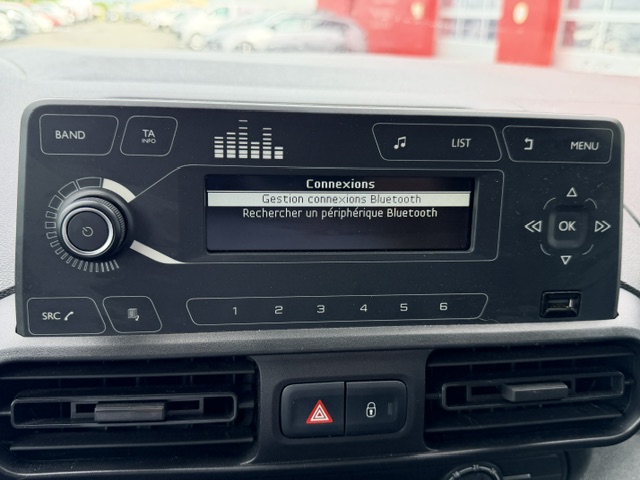 BAND
TA
INFO
LIST
MENU
Connexions
Gestion connexions Bluetooth
Rechercher un périphérique Bluetooth
OK
SRC
1 2 3 4 5 6